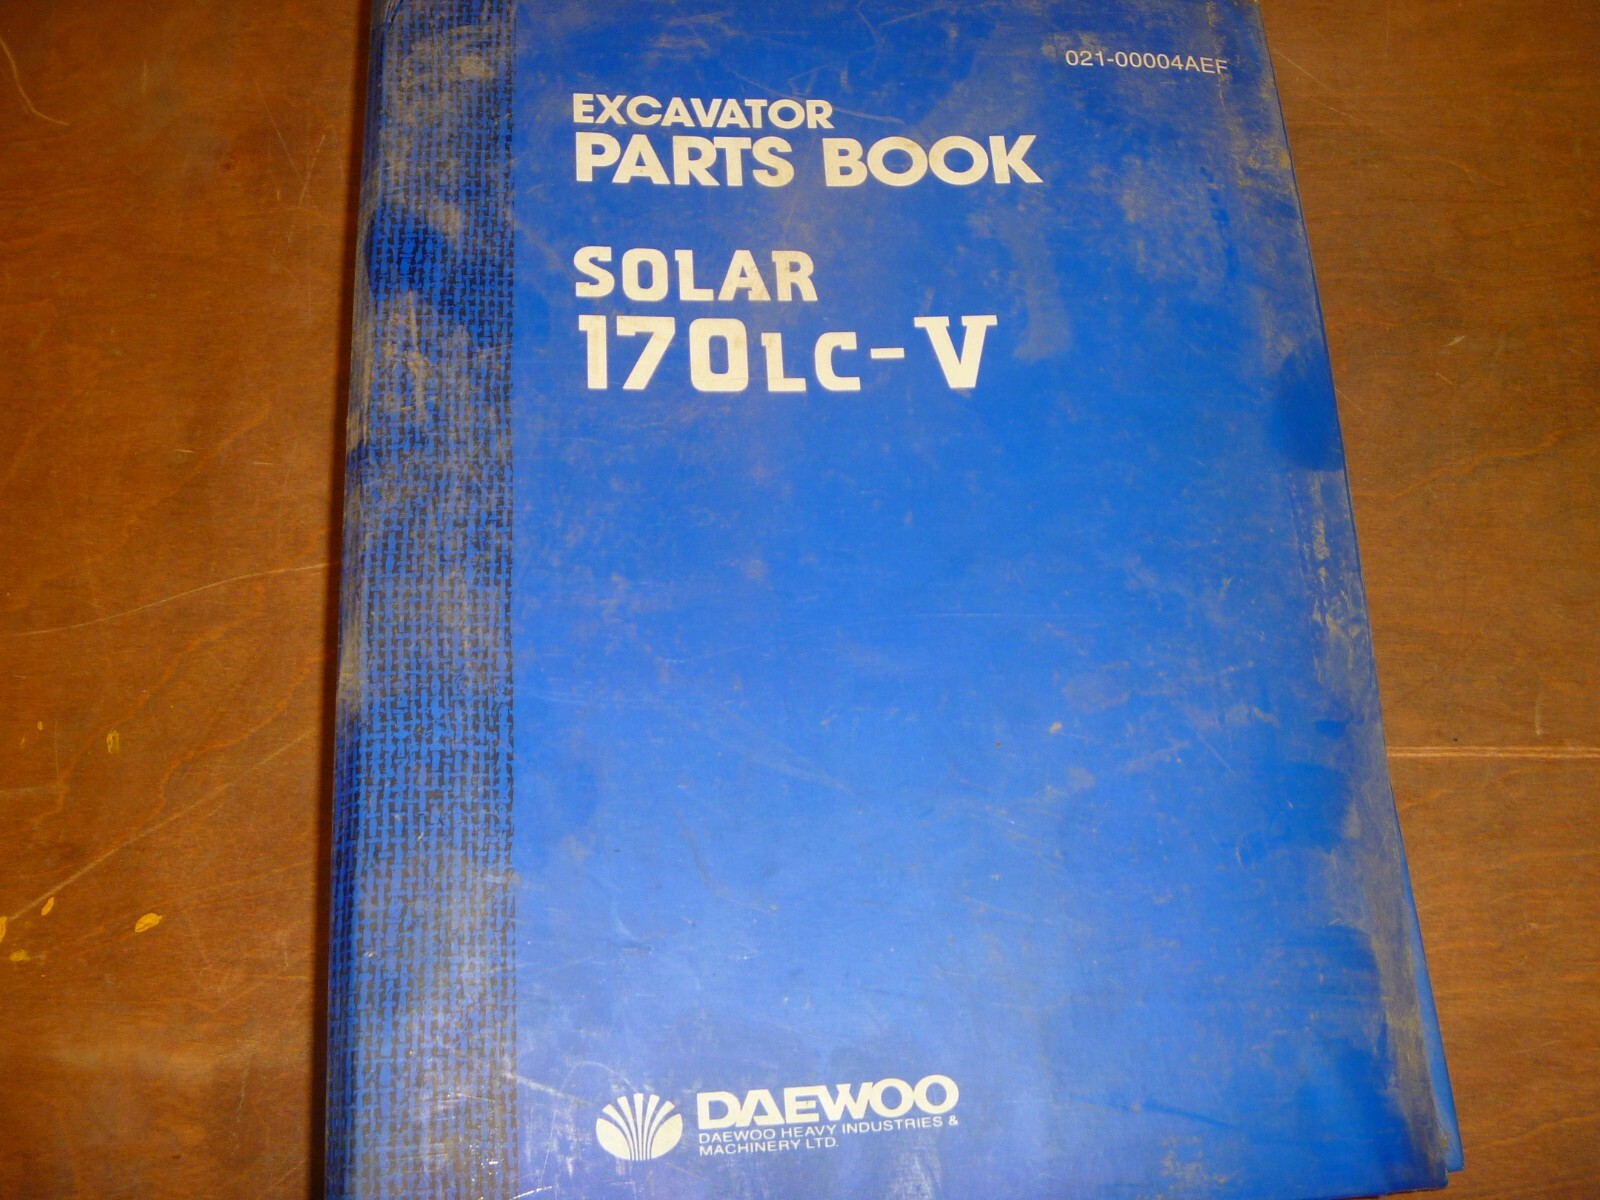 021-00004AEF
EXCAVATOR
PARTS BOOK
SOLAR
170LC-V
DAEWOO
DAEWOO HEAVY INDUSTRIES &
MACHINERY LTD.